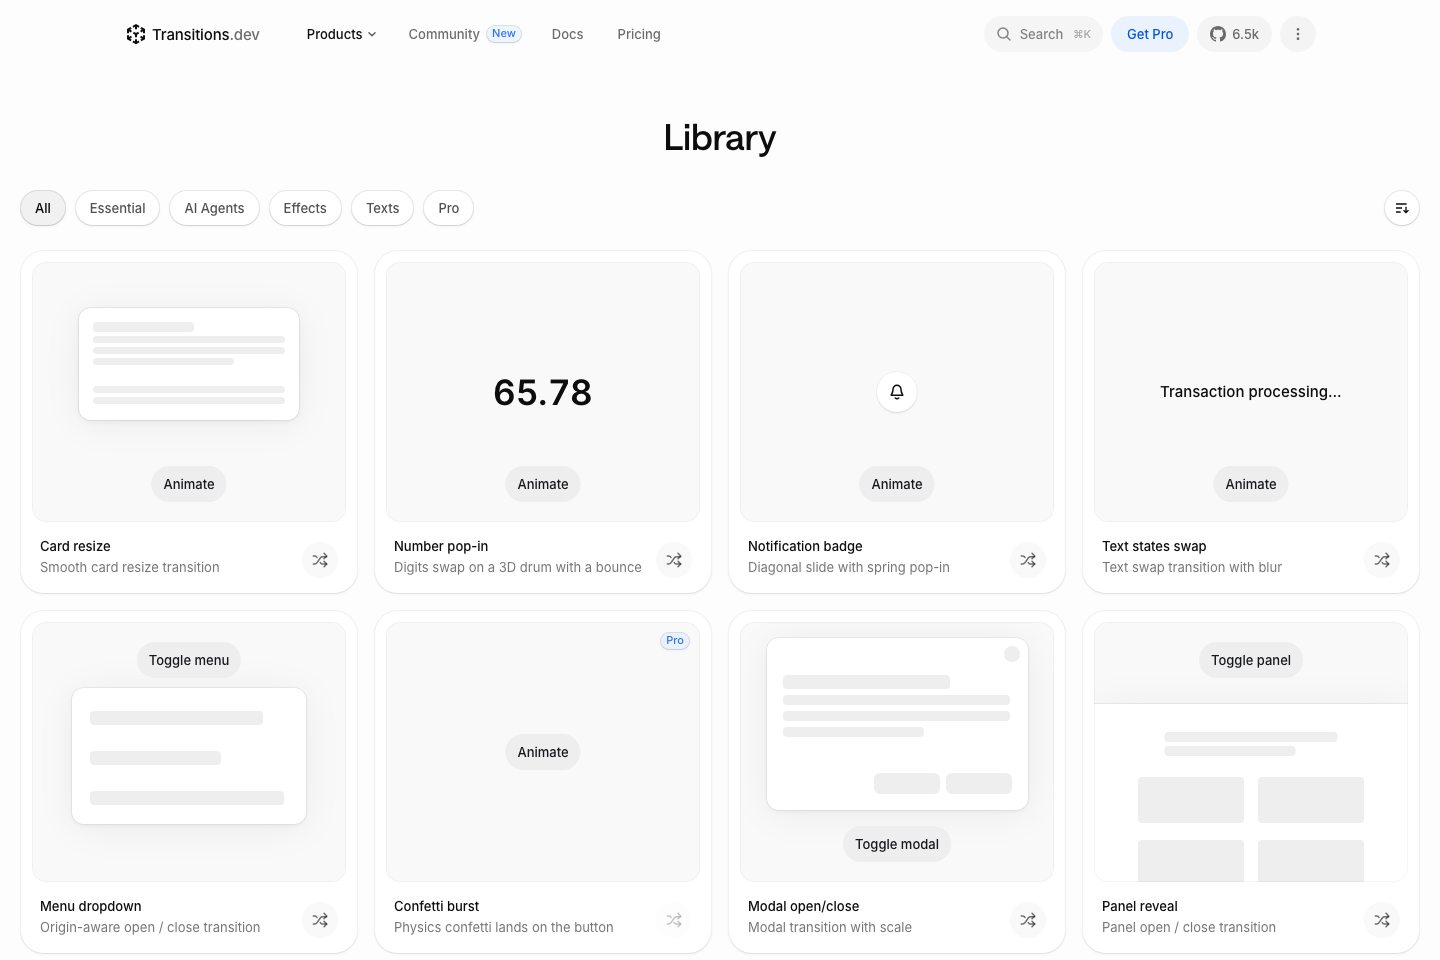 Transitions.dev
Products
Community New
Docs
Pricing
Search ⌘K
Get Pro
6.5k
Library
All
Essential
AI Agents
Effects
Texts
Pro
Animate
Card resize
Smooth card resize transition
65.78
Animate
Number pop-in
Digits swap on a 3D drum with a bounce
Animate
Notification badge
Diagonal slide with spring pop-in
Transaction processing...
Animate
Text states swap
Text swap transition with blur
Toggle menu
Menu dropdown
Origin-aware open / close transition
Pro
Animate
Confetti burst
Physics confetti lands on the button
Toggle modal
Modal open/close
Modal transition with scale
Toggle panel
Panel reveal
Panel open / close transition